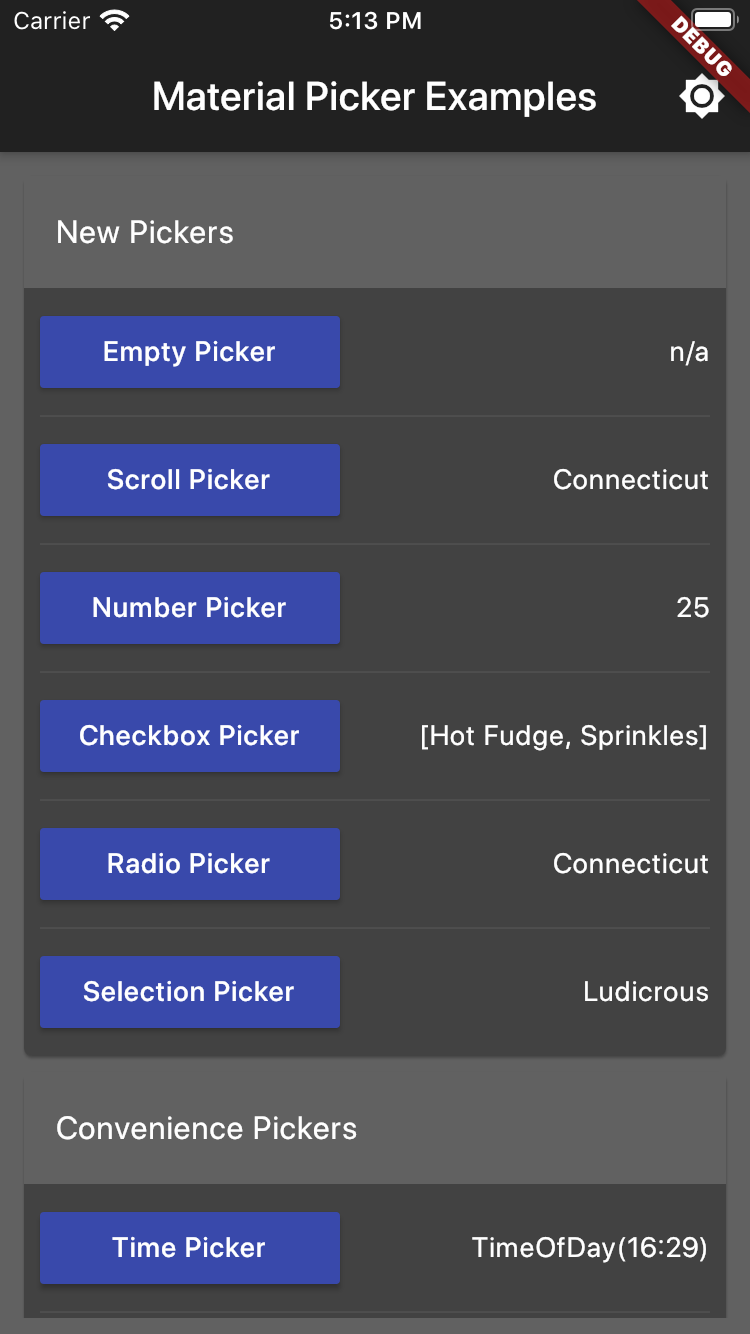 Carrier 5:13 PM
DEBUG
Material Picker Examples
New Pickers
Empty Picker n/a
Scroll Picker Connecticut
Number Picker 25
Checkbox Picker [Hot Fudge, Sprinkles]
Radio Picker Connecticut
Selection Picker Ludicrous
Convenience Pickers
Time Picker TimeOfDay(16:29)